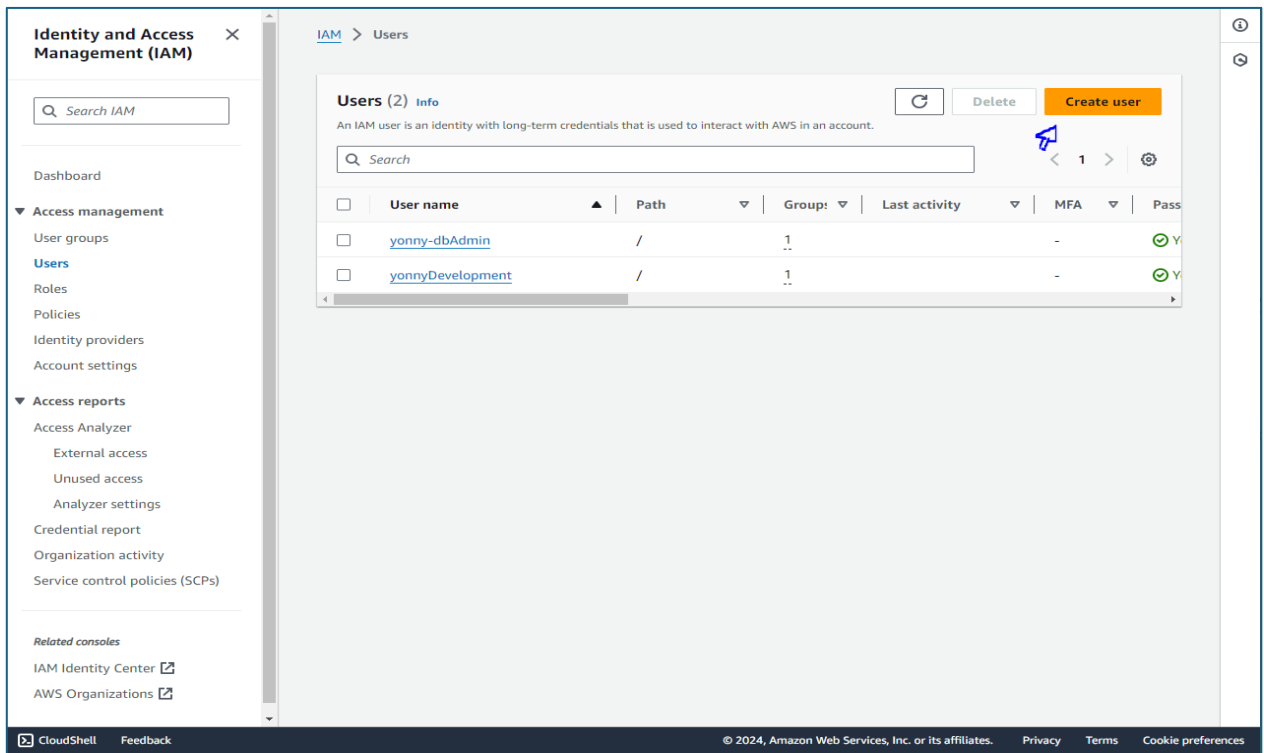 Identity and Access
Management (IAM)
Search IAM
Dashboard
Access management
User groups
Users
Roles
Policies
Identity providers
Account settings
Access reports
Access Analyzer
External access
Unused access
Analyzer settings
Credential report
Organization activity
Service control policies (SCPs)
Related consoles
IAM Identity Center
AWS Organizations
IAM > Users
Users (2) Info
Delete
Create user
An IAM user is an identity with long-term credentials that is used to interact with AWS in an account.
Search
< 1 >
User name Path Groups Last activity MFA Pass
yonny-dbAdmin / 1 - Y
yonnyDevelopment / 1 - Y
CloudShell Feedback © 2024, Amazon Web Services, Inc. or its affiliates. Privacy Terms Cookie preferences